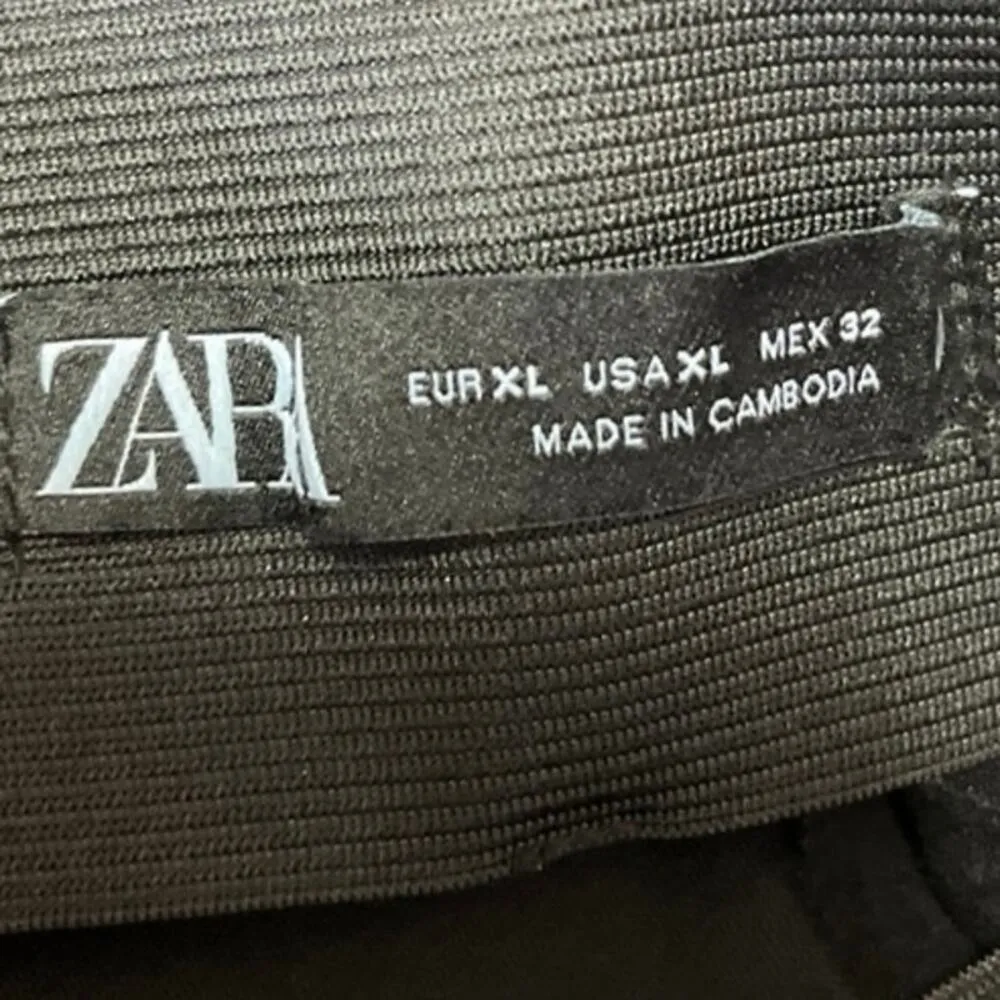 ZARA
EUR XL USA XL MEX 32
MADE IN CAMBODIA